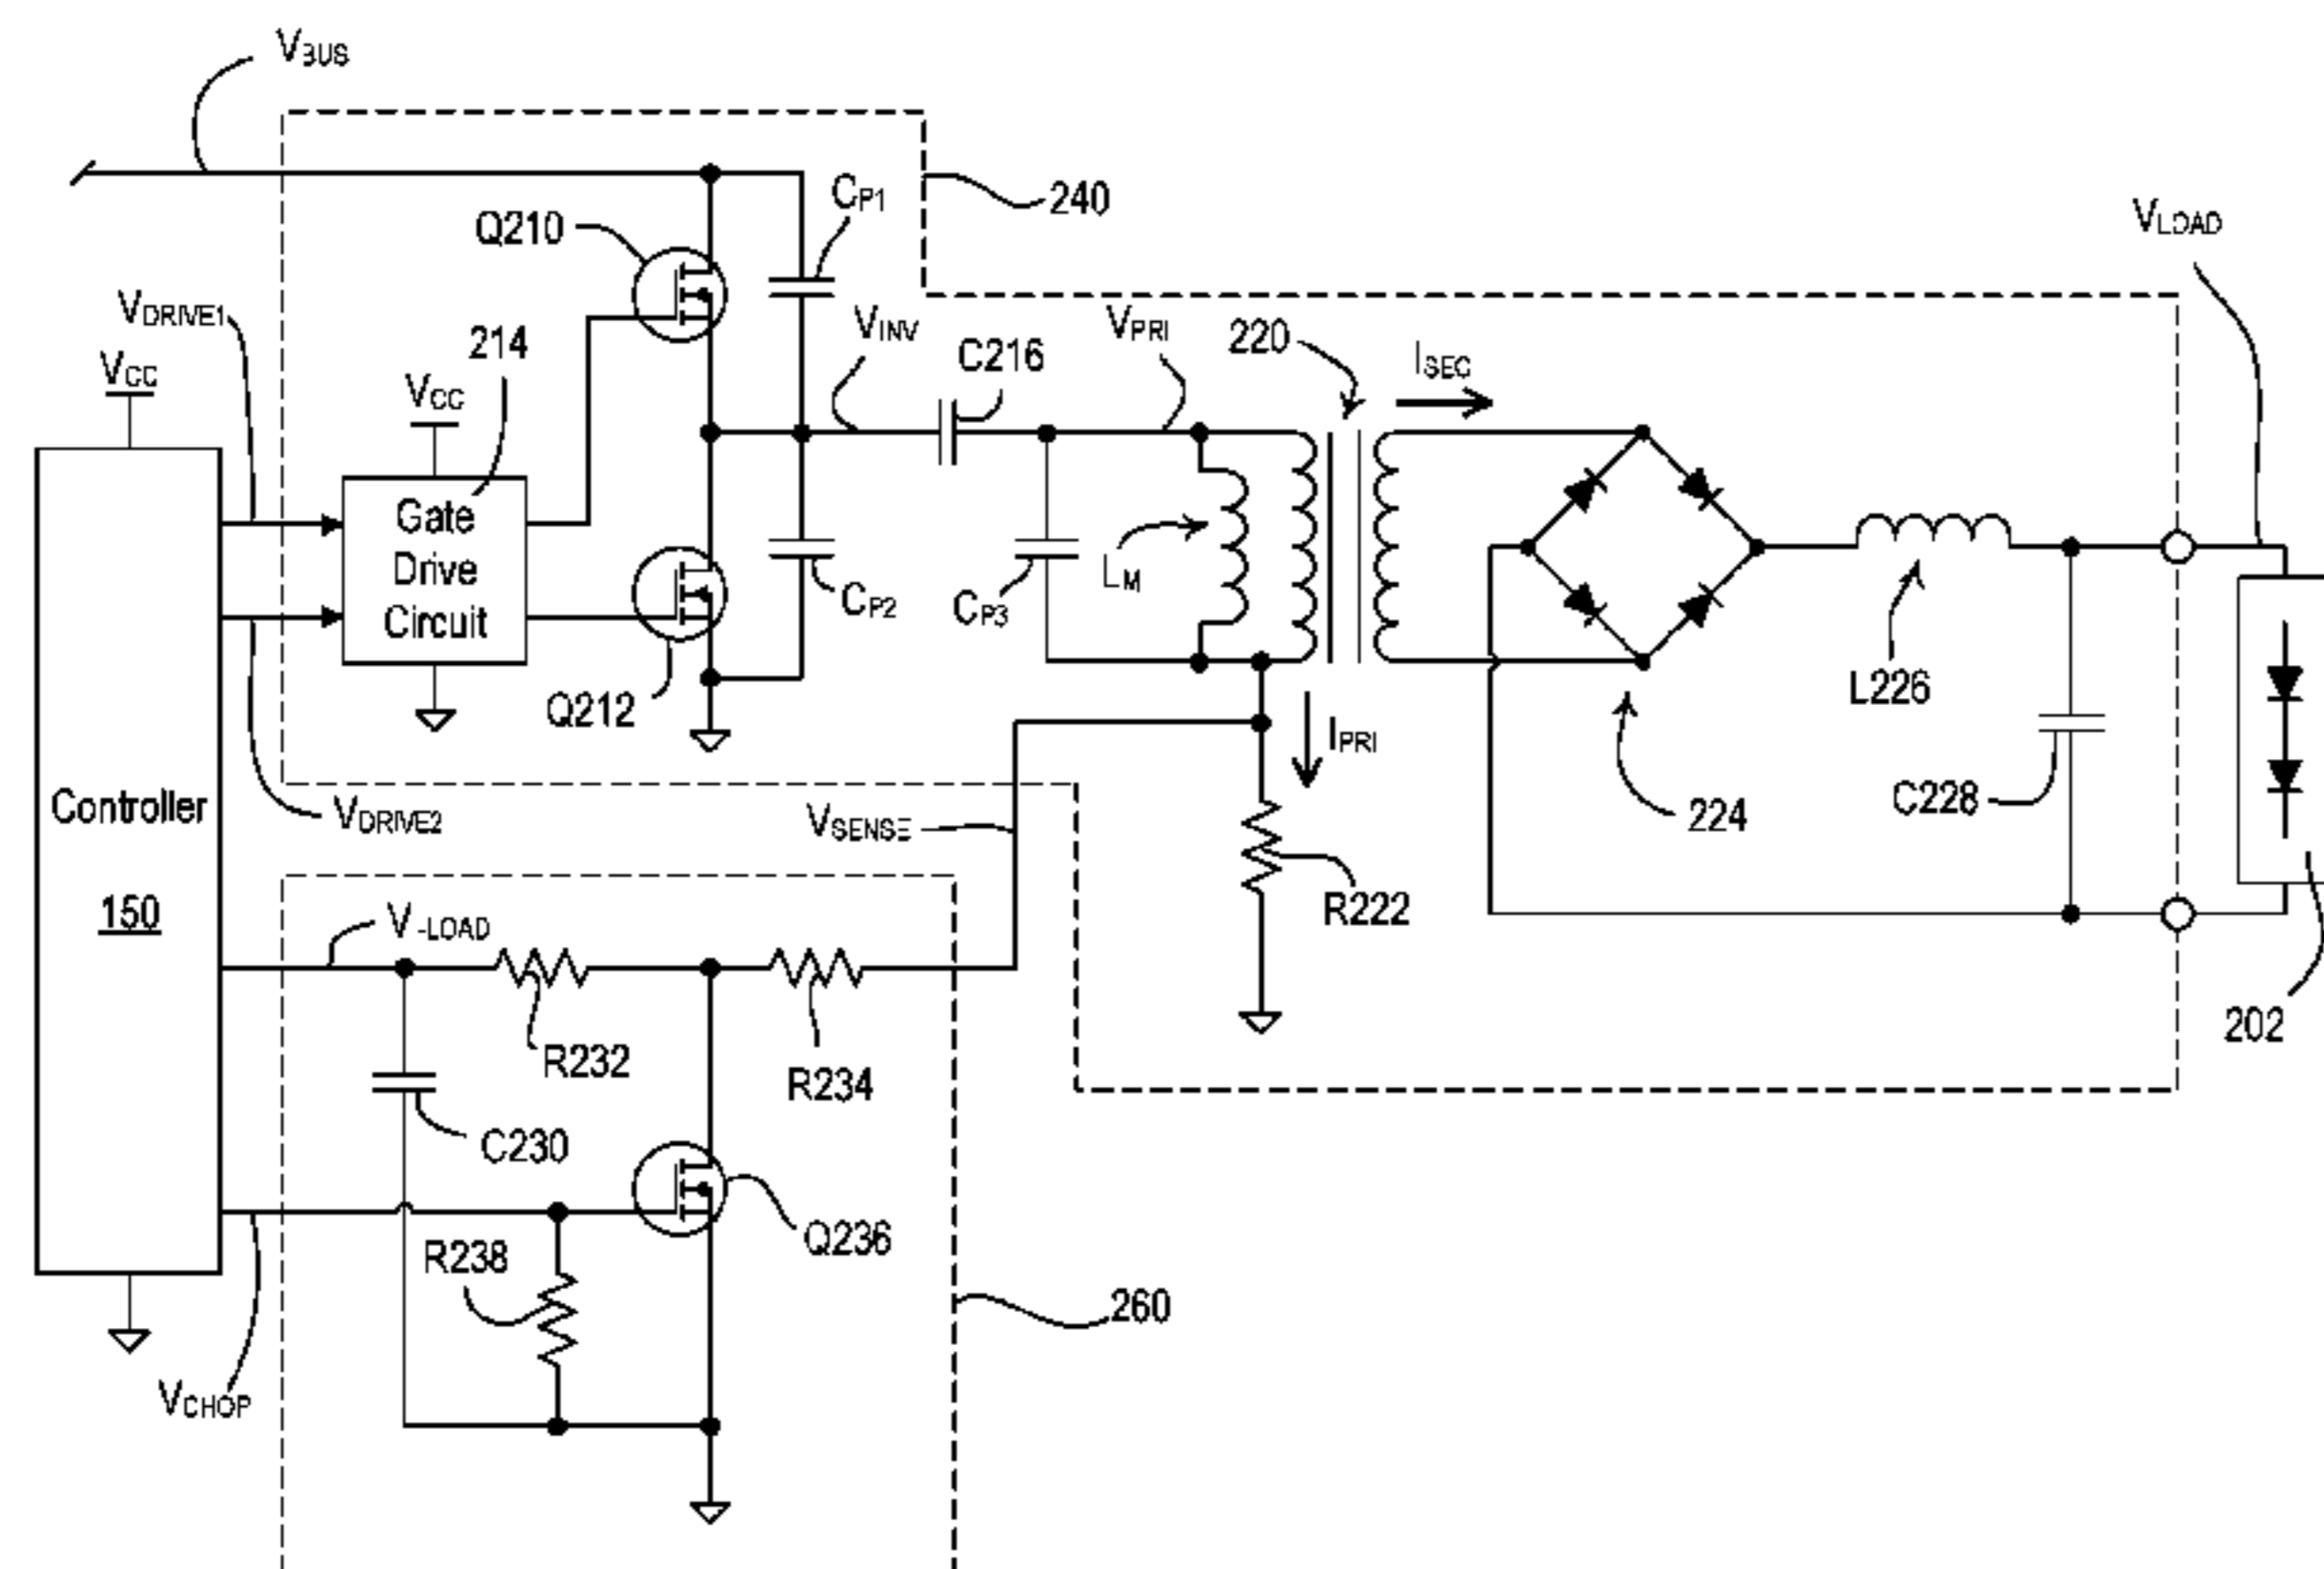 VBUS
240
CP1
Q210
VLOAD
VDRIVE1
214
VINV
VPRI
220
C216
ISEC
VCC
VCC
Gate
Drive
Circuit
LM
CP2
CP3
L226
Q212
IPRI
Controller
150
VDRIVE2
VSENSE
224
C228
R222
V-LOAD
202
R232
R234
C230
Q236
R238
260
VCHOP